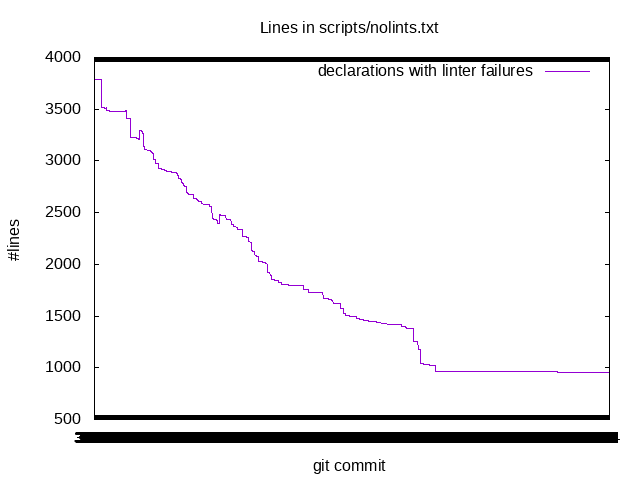 Lines in scripts/nolints.txt
4000
declarations with linter failures
3500
3000
2500
2000
1500
1000
500
#lines
git commit